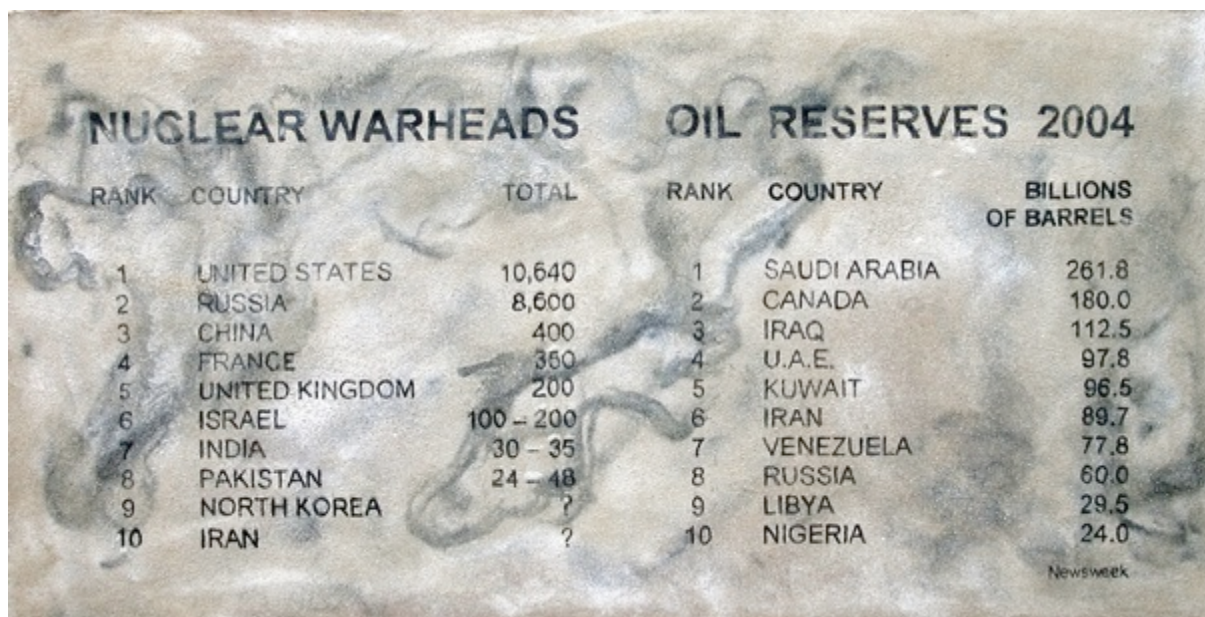 NUCLEAR WARHEADS
RANK COUNTRY TOTAL
1 UNITED STATES 10,640
2 RUSSIA 8,600
3 CHINA 400
4 FRANCE 350
5 UNITED KINGDOM 200
6 ISRAEL 100 – 200
7 INDIA 30 – 35
8 PAKISTAN 24 – 48
9 NORTH KOREA ?
10 IRAN ?
OIL RESERVES 2004
RANK COUNTRY BILLIONS
OF BARRELS
1 SAUDI ARABIA 261.8
2 CANADA 180.0
3 IRAQ 112.5
4 U.A.E. 97.8
5 KUWAIT 96.5
6 IRAN 89.7
7 VENEZUELA 77.8
8 RUSSIA 60.0
9 LIBYA 29.5
10 NIGERIA 24.0
Newsweek